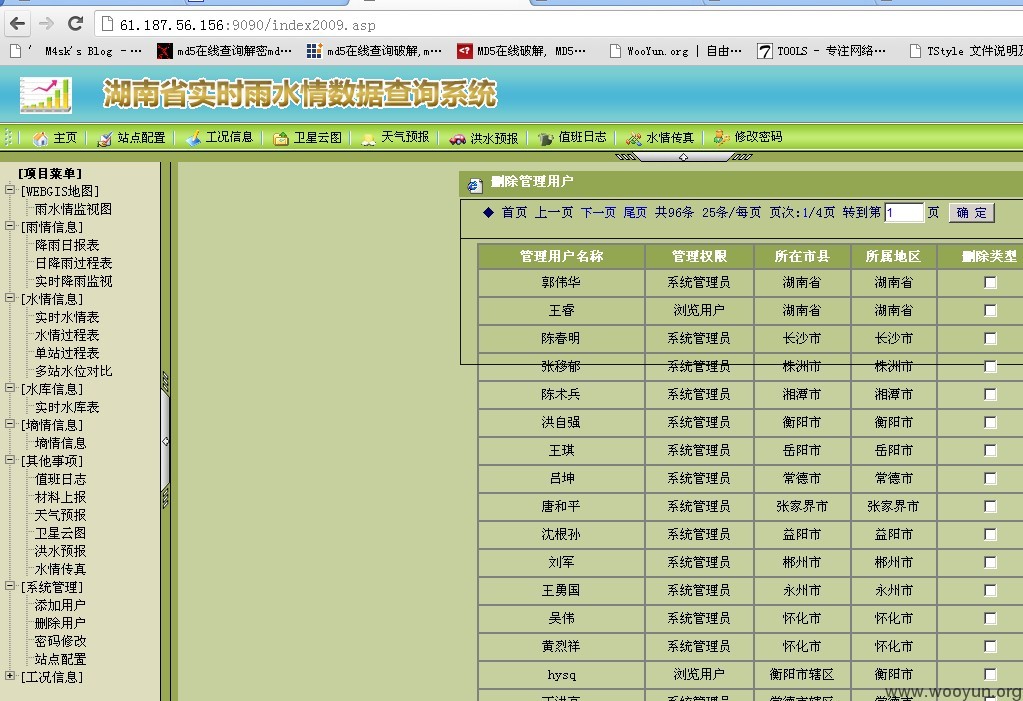 61.187.56.156:9090/index2009.asp
' M4sk's Blog - ··· md5在线查询解密md··· md5在线查询破解,m··· MD5在线破解, MD5··· WooYun.org | 自由··· TOOLS - 专注网络··· TStyle 文件说明及
湖南省实时雨水情数据查询系统
主页 站点配置 工况信息 卫星云图 天气预报 洪水预报 值班日志 水情传真 修改密码
[项目菜单]
[WEBGIS地图]
雨水情监视图
[雨情信息]
降雨日报表
日降雨过程表
实时降雨监视
[水情信息]
实时水情表
水情过程表
单站过程表
多站水位对比
[水库信息]
实时水库表
[墒情信息]
墒情信息
[其他事项]
值班日志
材料上报
天气预报
卫星云图
洪水预报
水情传真
[系统管理]
添加用户
删除用户
密码修改
站点配置
[工况信息]
删除管理用户
◆ 首页 上一页 下一页 尾页 共96条 25条/每页 页次:1/4页 转到第 1 页 确 定
管理用户名称 管理权限 所在市县 所属地区 删除类型
郭伟华 系统管理员 湖南省 湖南省
王睿 浏览用户 湖南省 湖南省
陈春明 系统管理员 长沙市 长沙市
张移郁 系统管理员 株洲市 株洲市
陈术兵 系统管理员 湘潭市 湘潭市
洪自强 系统管理员 衡阳市 衡阳市
王琪 系统管理员 岳阳市 岳阳市
吕坤 系统管理员 常德市 常德市
唐和平 系统管理员 张家界市 张家界市
沈根孙 系统管理员 益阳市 益阳市
刘军 系统管理员 郴州市 郴州市
王勇国 系统管理员 永州市 永州市
吴伟 系统管理员 怀化市 怀化市
黄烈祥 系统管理员 怀化市 怀化市
hysq 浏览用户 衡阳市辖区 衡阳市
www.wooyun.org